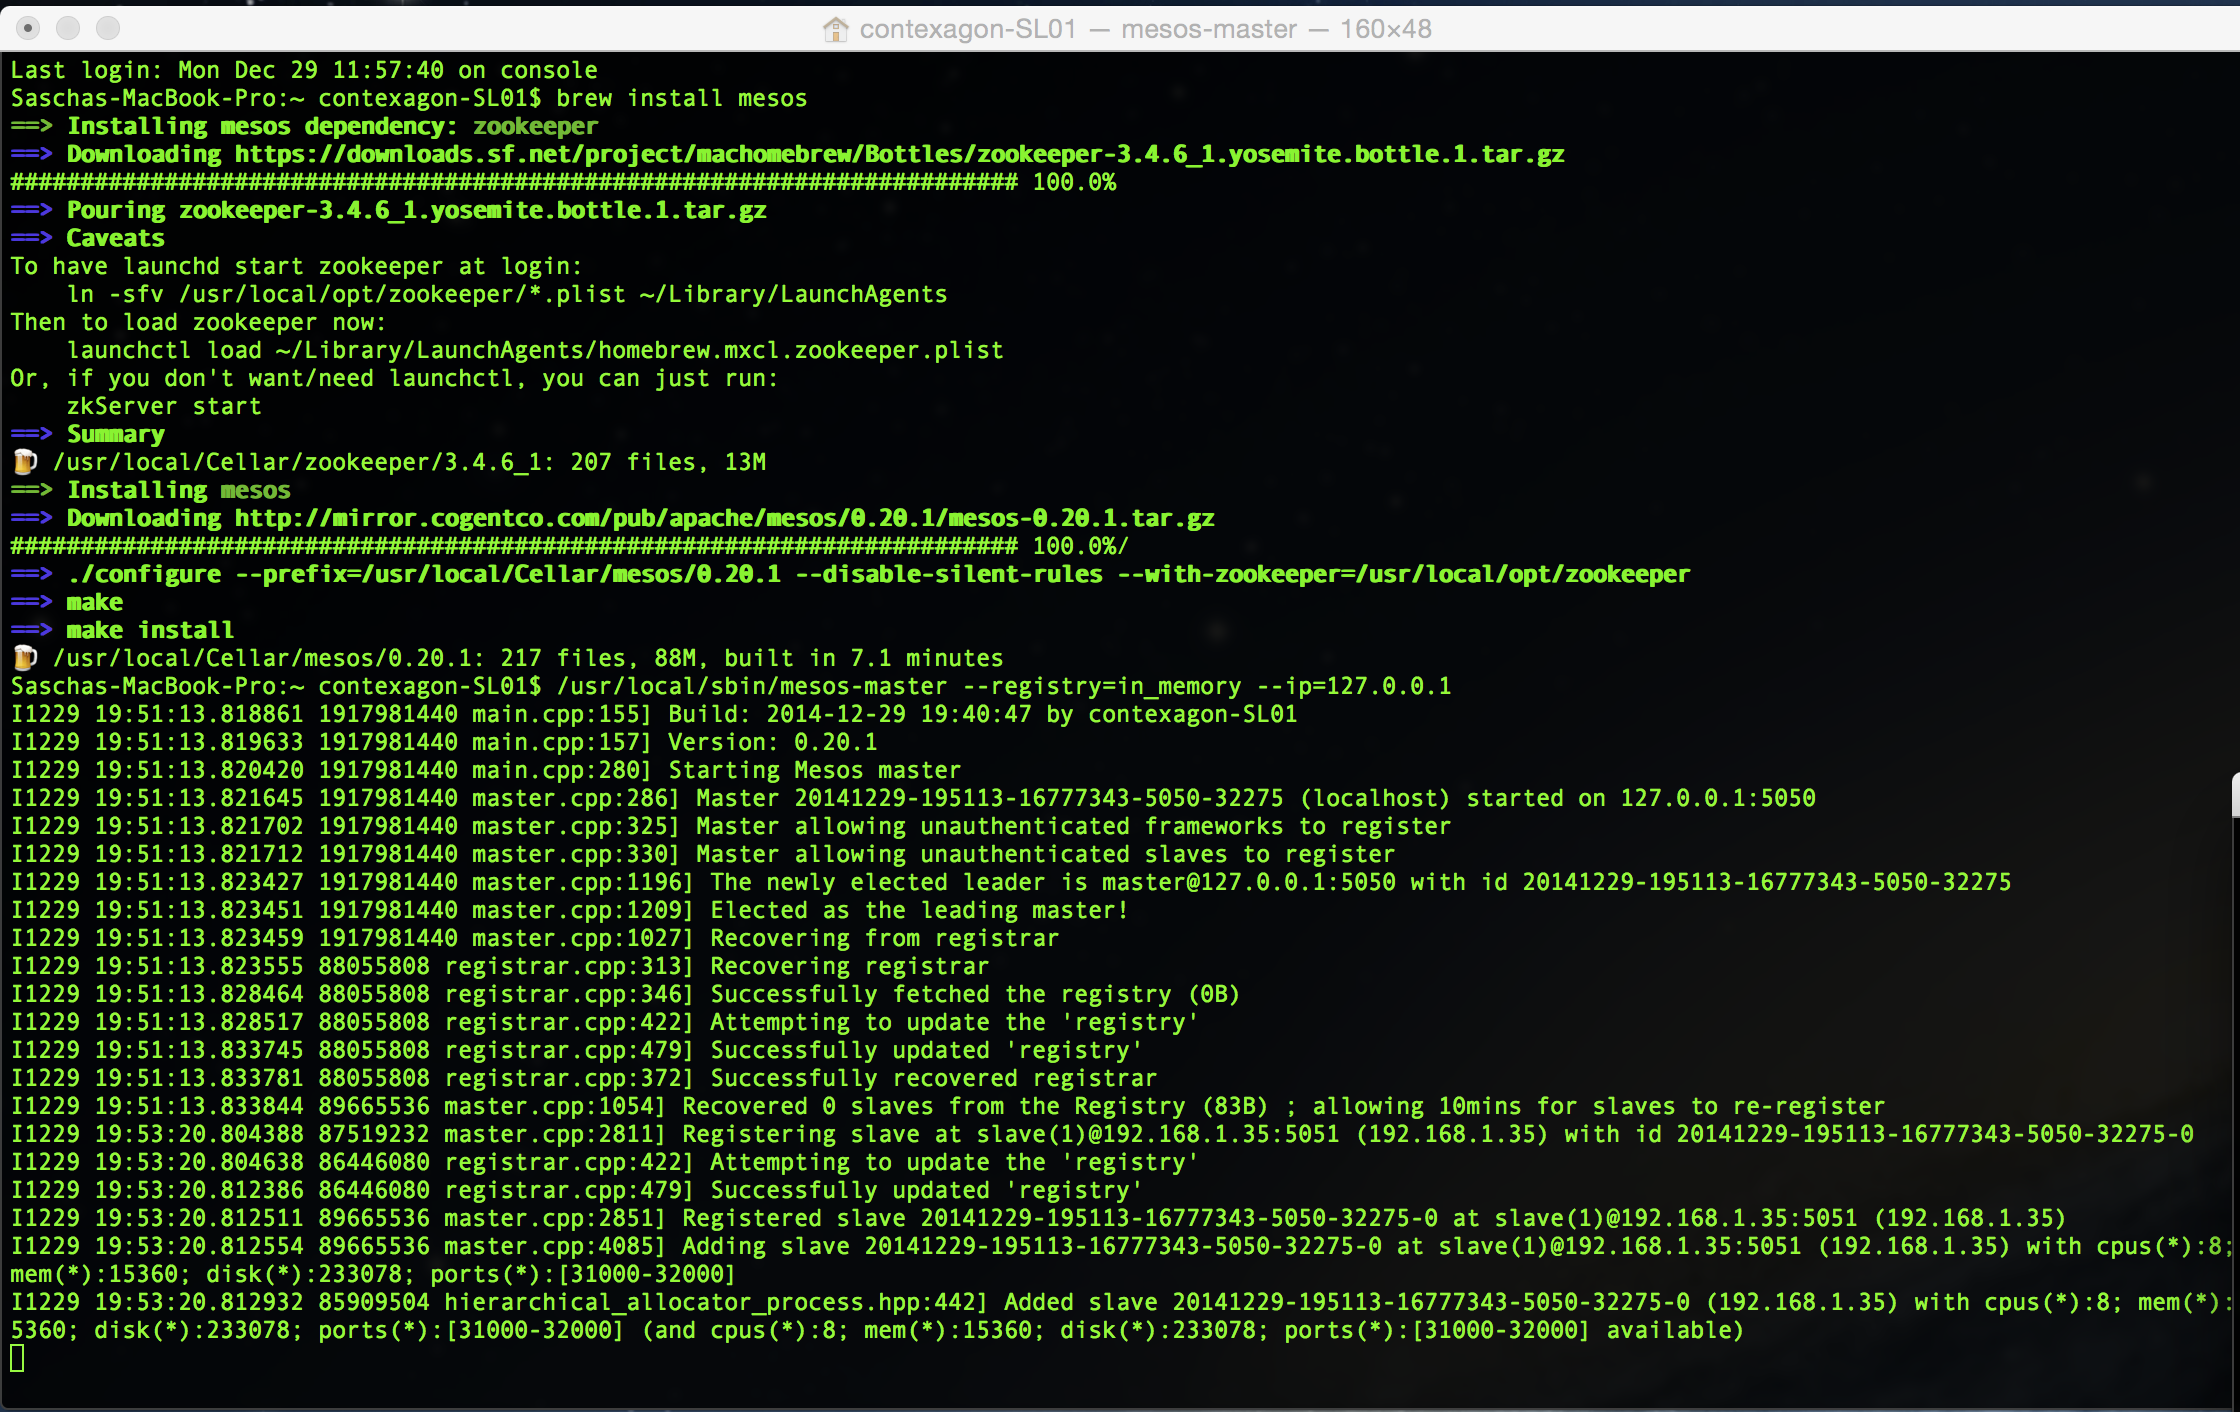 contexagon-SL01 — mesos-master — 160×48
Last login: Mon Dec 29 11:57:40 on console
Saschas-MacBook-Pro:~ contexagon-SL01$ brew install mesos
==> Installing mesos dependency: zookeeper
==> Downloading https://downloads.sf.net/project/machomebrew/Bottles/zookeeper-3.4.6_1.yosemite.bottle.1.tar.gz
######################################################################## 100.0%
==> Pouring zookeeper-3.4.6_1.yosemite.bottle.1.tar.gz
==> Caveats
To have launchd start zookeeper at login:
    ln -sfv /usr/local/opt/zookeeper/*.plist ~/Library/LaunchAgents
Then to load zookeeper now:
    launchctl load ~/Library/LaunchAgents/homebrew.mxcl.zookeeper.plist
Or, if you don't want/need launchctl, you can just run:
    zkServer start
==> Summary
🍺 /usr/local/Cellar/zookeeper/3.4.6_1: 207 files, 13M
==> Installing mesos
==> Downloading http://mirror.cogentco.com/pub/apache/mesos/0.20.1/mesos-0.20.1.tar.gz
######################################################################## 100.0%/
==> ./configure --prefix=/usr/local/Cellar/mesos/0.20.1 --disable-silent-rules --with-zookeeper=/usr/local/opt/zookeeper
==> make
==> make install
🍺 /usr/local/Cellar/mesos/0.20.1: 217 files, 88M, built in 7.1 minutes
Saschas-MacBook-Pro:~ contexagon-SL01$ /usr/local/sbin/mesos-master --registry=in_memory --ip=127.0.0.1
I1229 19:51:13.818861 1917981440 main.cpp:155] Build: 2014-12-29 19:40:47 by contexagon-SL01
I1229 19:51:13.819633 1917981440 main.cpp:157] Version: 0.20.1
I1229 19:51:13.820420 1917981440 main.cpp:280] Starting Mesos master
I1229 19:51:13.821645 1917981440 master.cpp:286] Master 20141229-195113-16777343-5050-32275 (localhost) started on 127.0.0.1:5050
I1229 19:51:13.821702 1917981440 master.cpp:325] Master allowing unauthenticated frameworks to register
I1229 19:51:13.821712 1917981440 master.cpp:330] Master allowing unauthenticated slaves to register
I1229 19:51:13.823427 1917981440 master.cpp:1196] The newly elected leader is master@127.0.0.1:5050 with id 20141229-195113-16777343-5050-32275
I1229 19:51:13.823451 1917981440 master.cpp:1209] Elected as the leading master!
I1229 19:51:13.823459 1917981440 master.cpp:1027] Recovering from registrar
I1229 19:51:13.823555 88055808 registrar.cpp:313] Recovering registrar
I1229 19:51:13.828464 88055808 registrar.cpp:346] Successfully fetched the registry (0B)
I1229 19:51:13.828517 88055808 registrar.cpp:422] Attempting to update the 'registry'
I1229 19:51:13.833745 88055808 registrar.cpp:479] Successfully updated 'registry'
I1229 19:51:13.833781 88055808 registrar.cpp:372] Successfully recovered registrar
I1229 19:51:13.833844 89665536 master.cpp:1054] Recovered 0 slaves from the Registry (83B) ; allowing 10mins for slaves to re-register
I1229 19:53:20.804388 87519232 master.cpp:2811] Registering slave at slave(1)@192.168.1.35:5051 (192.168.1.35) with id 20141229-195113-16777343-5050-32275-0
I1229 19:53:20.804638 86446080 registrar.cpp:422] Attempting to update the 'registry'
I1229 19:53:20.812386 86446080 registrar.cpp:479] Successfully updated 'registry'
I1229 19:53:20.812511 89665536 master.cpp:2851] Registered slave 20141229-195113-16777343-5050-32275-0 at slave(1)@192.168.1.35:5051 (192.168.1.35)
I1229 19:53:20.812554 89665536 master.cpp:4085] Adding slave 20141229-195113-16777343-5050-32275-0 at slave(1)@192.168.1.35:5051 (192.168.1.35) with cpus(*):8;
mem(*):15360; disk(*):233078; ports(*):[31000-32000]
I1229 19:53:20.812932 85909504 hierarchical_allocator_process.hpp:442] Added slave 20141229-195113-16777343-5050-32275-0 (192.168.1.35) with cpus(*):8; mem(*):
5360; disk(*):233078; ports(*):[31000-32000] (and cpus(*):8; mem(*):15360; disk(*):233078; ports(*):[31000-32000] available)